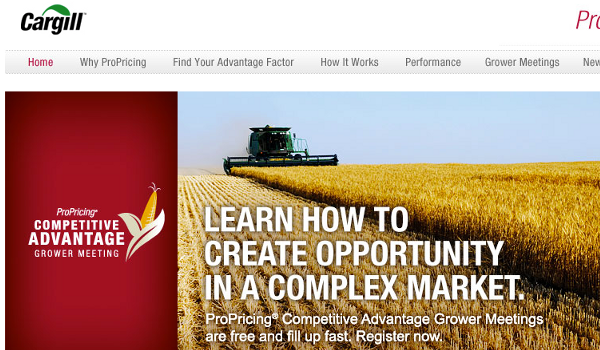 Cargill
Home Why ProPricing Find Your Advantage Factor How It Works Performance Grower Meetings
ProPricing®
COMPETITIVE
ADVANTAGE
GROWER MEETING
LEARN HOW TO
CREATE OPPORTUNITY
IN A COMPLEX MARKET.
ProPricing® Competitive Advantage Grower Meetings
are free and fill up fast. Register now.